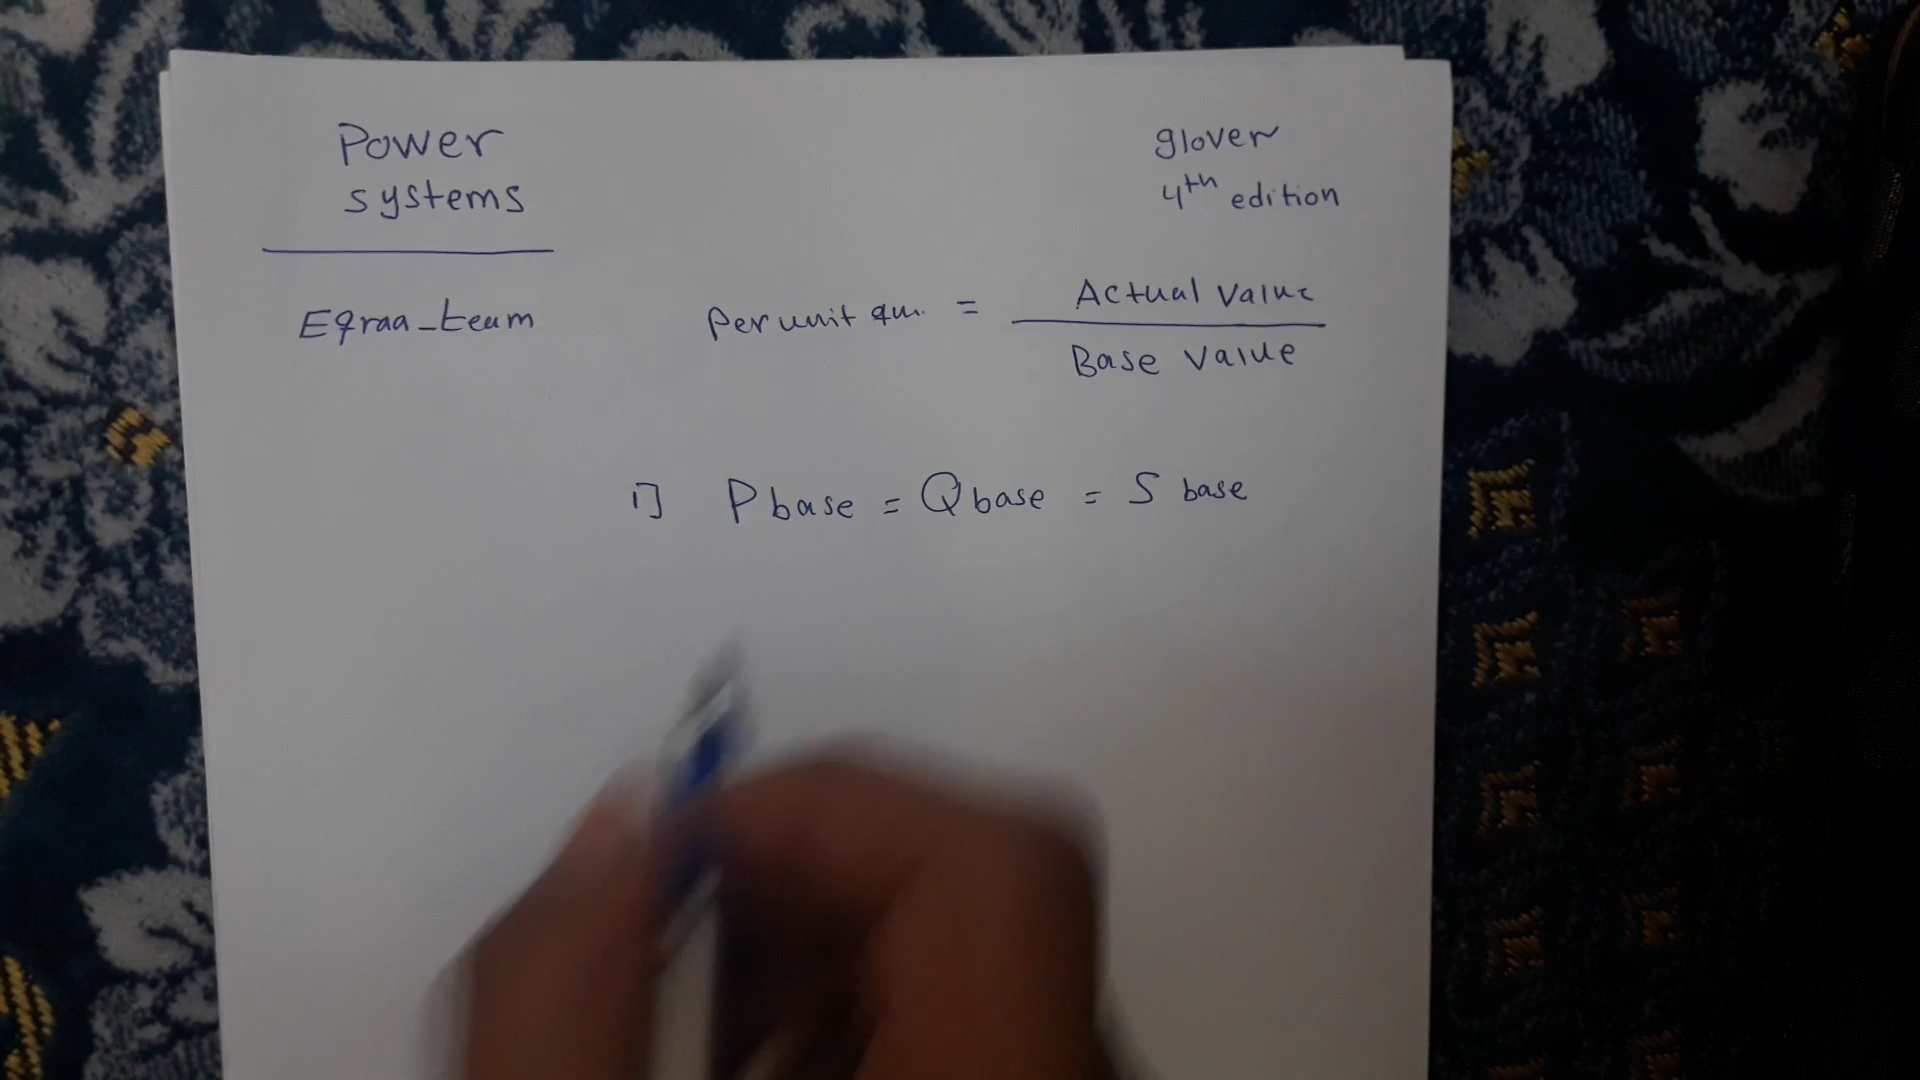 Power
systems
glover
4th edition
Eqraa_team
Per unit qu. = Actual Value
Base Value
1] Pbase = Qbase = S base